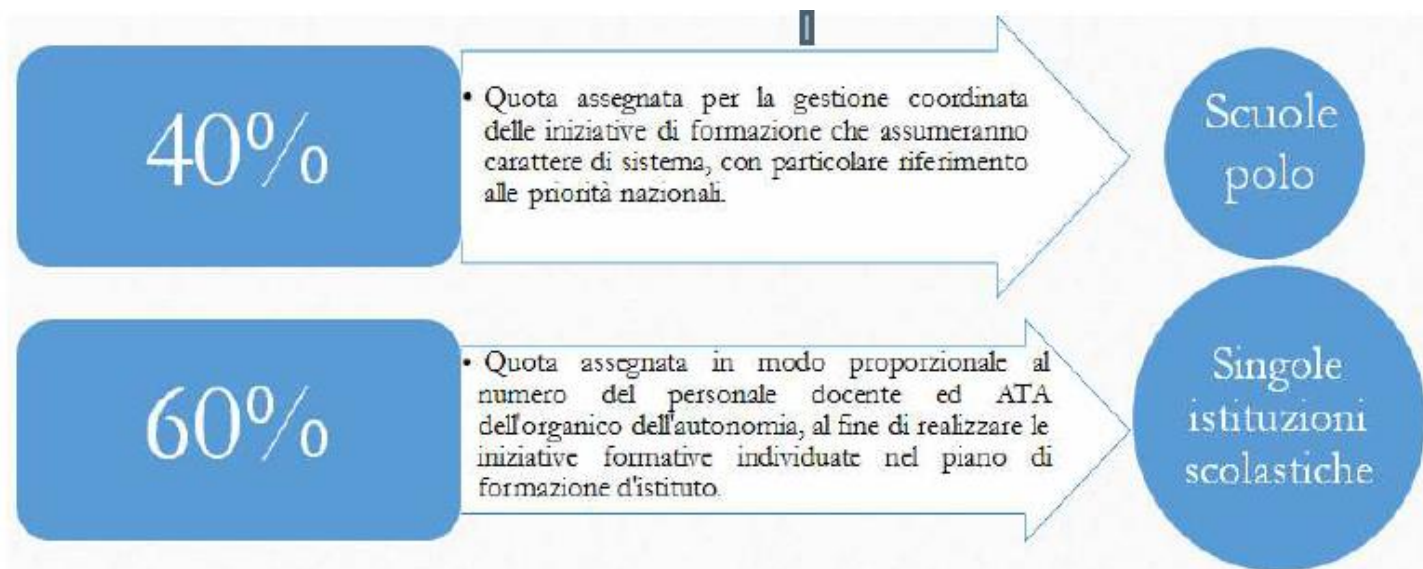 40%
• Quota assegnata per la gestione coordinata
delle iniziative di formazione che assumeranno
carattere di sistema, con particolare riferimento
alle priorità nazionali.
Scuole
polo
60%
• Quota assegnata in modo proporzionale al
numero del personale docente ed ATA
dell'organico dell'autonomia, al fine di realizzare le
iniziative formative individuate nel piano di
formazione d'istituto.
Singole
istituzioni
scolastiche